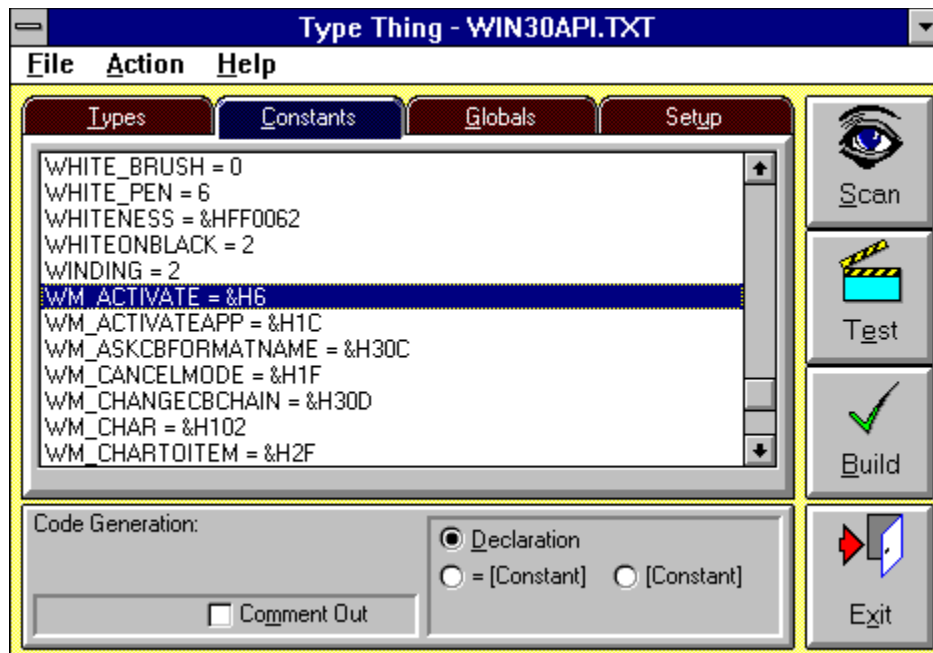 Type Thing - WIN30API.TXT
File Action Help
Types Constants Globals Setup
WHITE_BRUSH = 0
WHITE_PEN = 6
WHITENESS = &HFF0062
WHITEONBLACK = 2
WINDING = 2
WM_ACTIVATE = &H6
WM_ACTIVATEAPP = &H1C
WM_ASKCBFORMATNAME = &H30C
WM_CANCELMODE = &H1F
WM_CHANGECBCHAIN = &H30D
WM_CHAR = &H102
WM_CHARTOITEM = &H2F
Scan
Test
Build
Exit
Code Generation:
Declaration
= [Constant] [Constant]
Comment Out